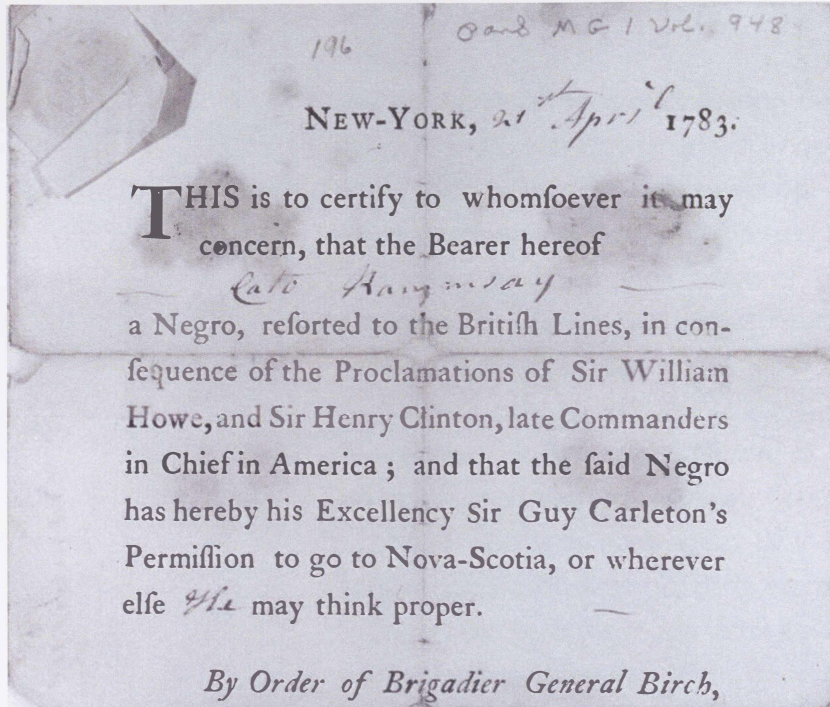 196 MG 1 Vol. 948
NEW-YORK, 21st April 1783.
THIS is to certify to whomſoever it may
concern, that the Bearer hereof
Cato Rammsay
a Negro, reſorted to the Britiſh Lines, in con-
ſequence of the Proclamations of Sir William
Howe, and Sir Henry Clinton, late Commanders
in Chief in America ; and that the ſaid Negro
has hereby his Excellency Sir Guy Carleton's
Permiſſion to go to Nova-Scotia, or wherever
elſe He may think proper.
By Order of Brigadier General Birch,